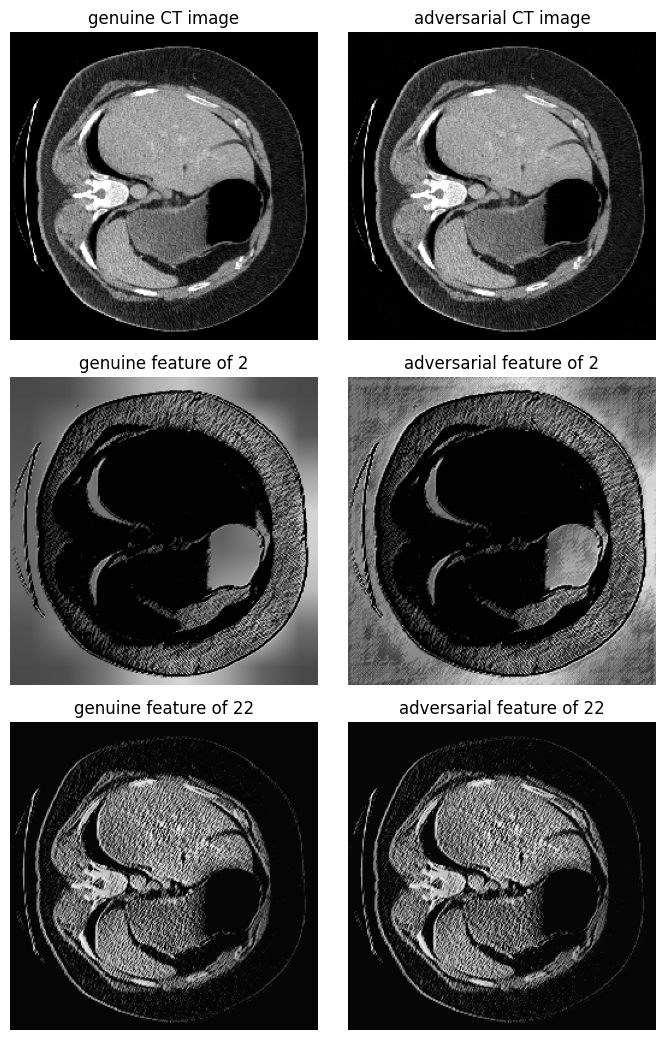 genuine CT image
adversarial CT image
genuine feature of 2
adversarial feature of 2
genuine feature of 22
adversarial feature of 22